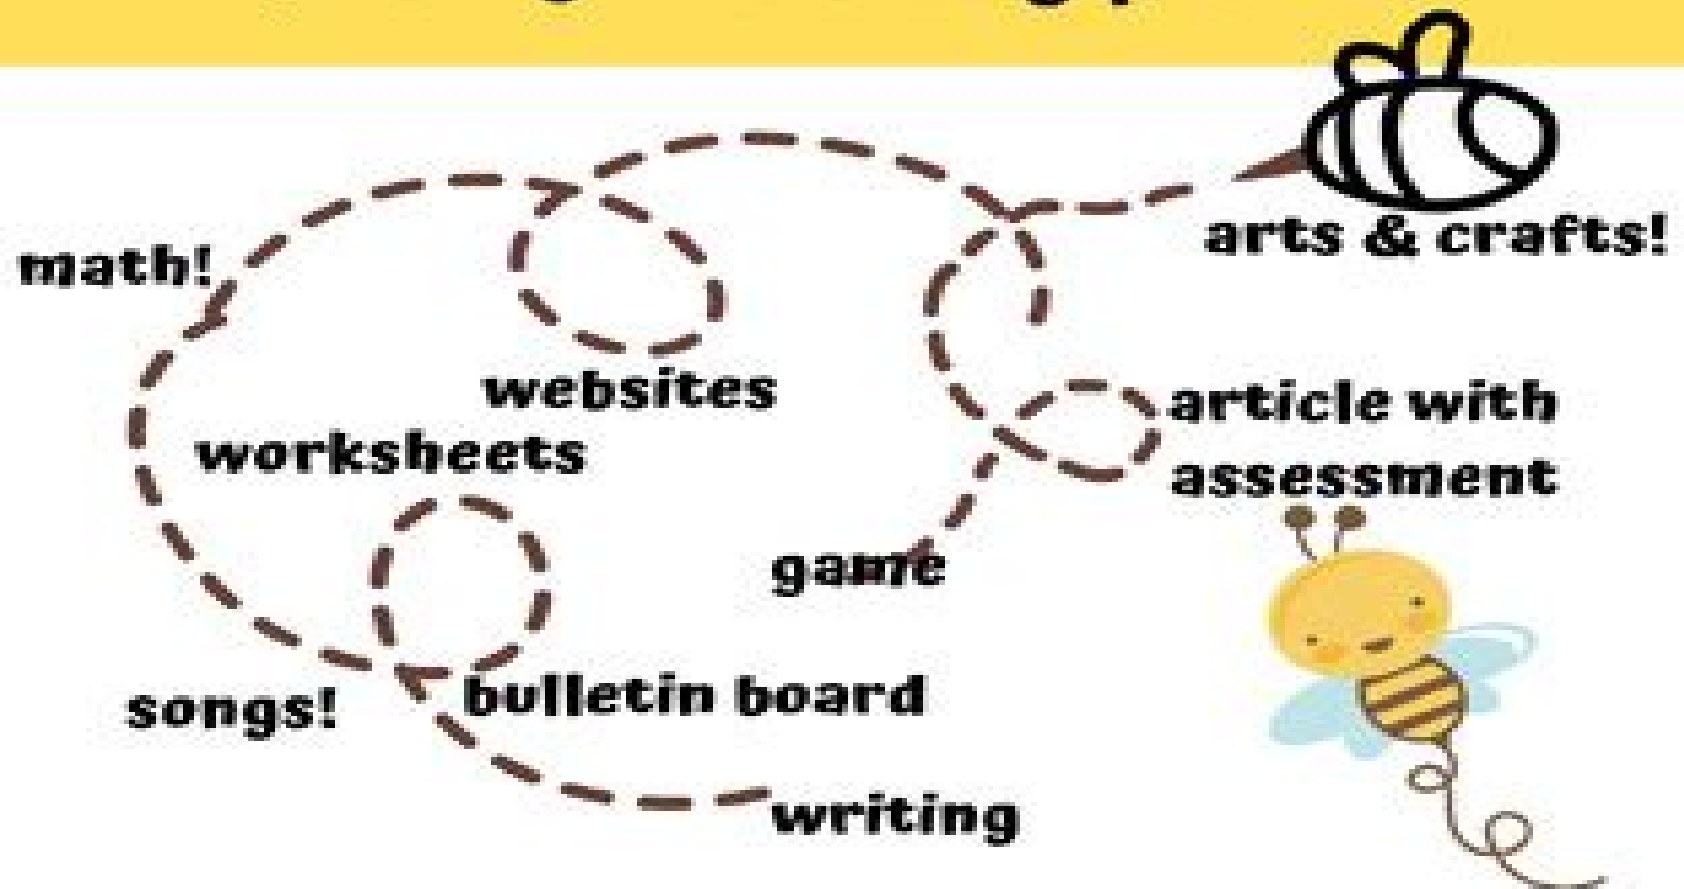 arts & crafts!
math!
websites
article with
assessment
worksheets
game
songs!
bulletin board
writing